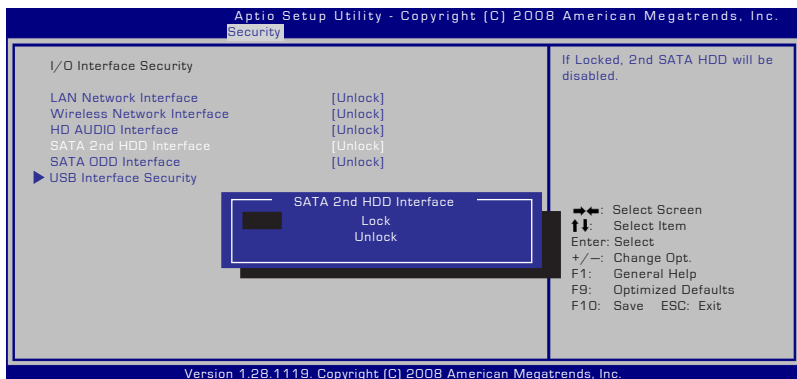 Aptio Setup Utility - Copyright (C) 2008 American Megatrends, Inc.
Security
I/O Interface Security
LAN Network Interface [Unlock]
Wireless Network Interface [Unlock]
HD AUDIO Interface [Unlock]
SATA 2nd HDD Interface [Unlock]
SATA ODD Interface [Unlock]
USB Interface Security
SATA 2nd HDD Interface
Lock
Unlock
If Locked, 2nd SATA HDD will be
disabled.
→←: Select Screen
↑↓: Select Item
Enter: Select
+/—: Change Opt.
F1: General Help
F9: Optimized Defaults
F10: Save ESC: Exit
Version 1.28.1119. Copyright (C) 2008 American Megatrends, Inc.